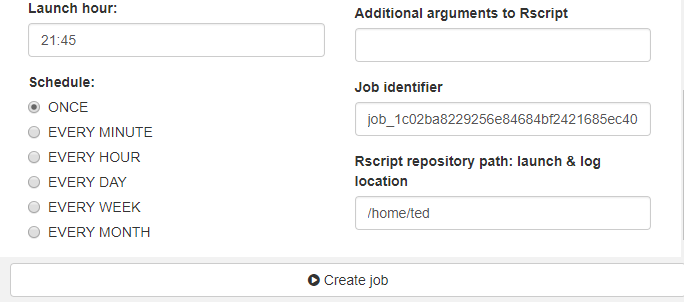 Launch hour:
21:45
Schedule:
ONCE
EVERY MINUTE
EVERY HOUR
EVERY DAY
EVERY WEEK
EVERY MONTH
Additional arguments to Rscript
Job identifier
job_1c02ba8229256e84684bf2421685ec40
Rscript repository path: launch & log
location
/home/ted
Create job